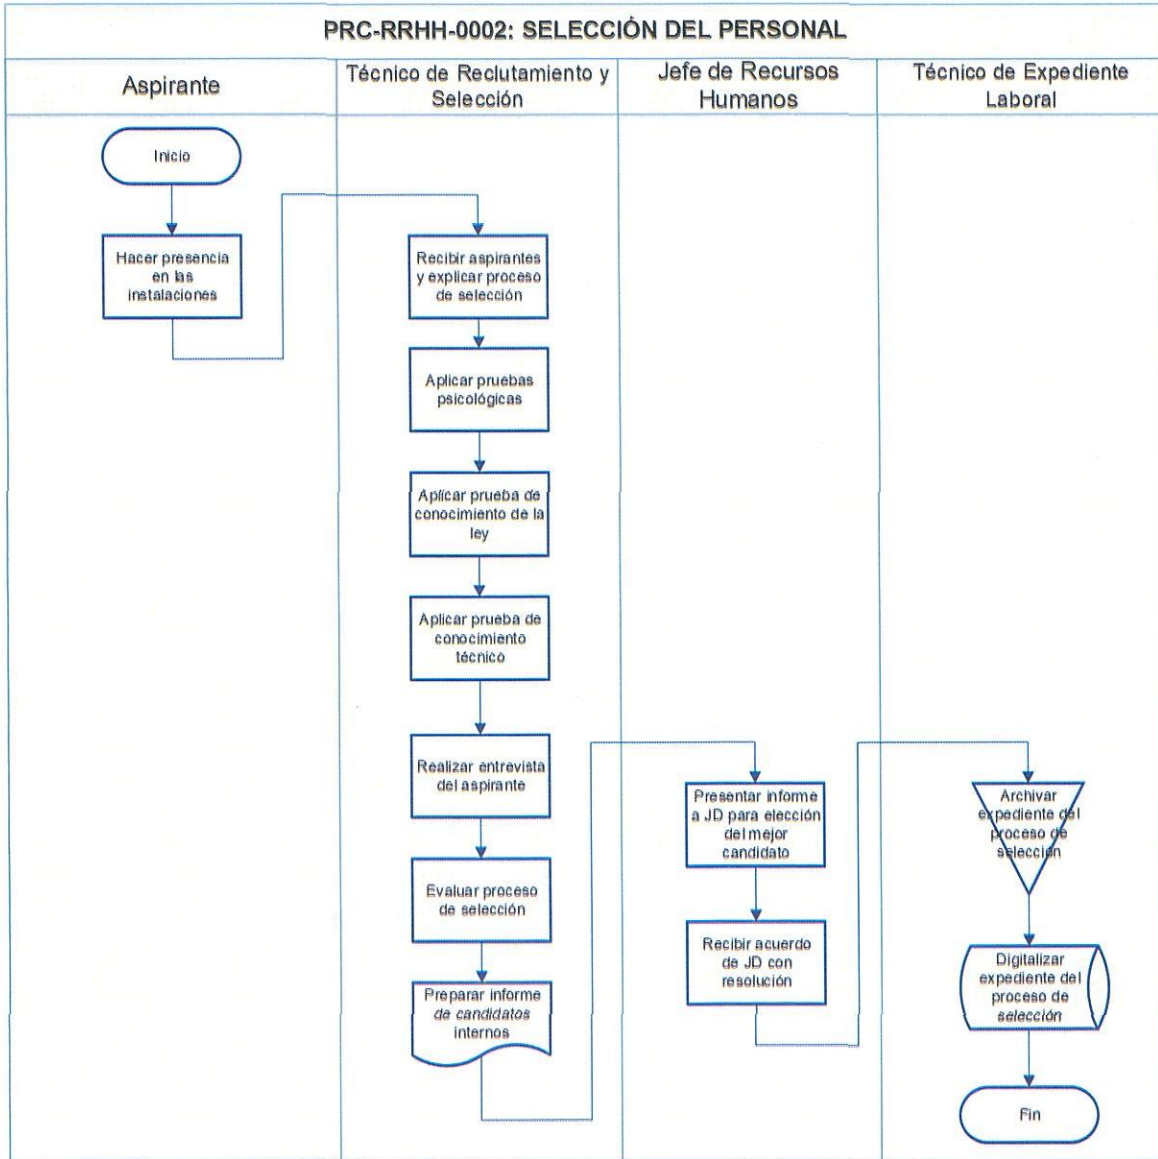 PRC-RRHH-0002: SELECCIÓN DEL PERSONAL
Aspirante
Técnico de Reclutamiento y
Selección
Jefe de Recursos
Humanos
Técnico de Expediente
Laboral
Inicio
Hacer presencia
en las
instalaciones
Recibir aspirantes
y explicar proceso
de selección
Aplicar pruebas
psicológicas
Aplicar prueba de
conocimiento de la
ley
Aplicar prueba de
conocimiento
técnico
Realizar entrevista
del aspirante
Evaluar proceso
de selección
Preparar informe
de candidatos
internos
Presentar informe
a JD para elección
del mejor
candidato
Recibir acuerdo
de JD con
resolución
Archivar
expediente del
proceso de
selección
Digitalizar
expediente del
proceso de
selección
Fin